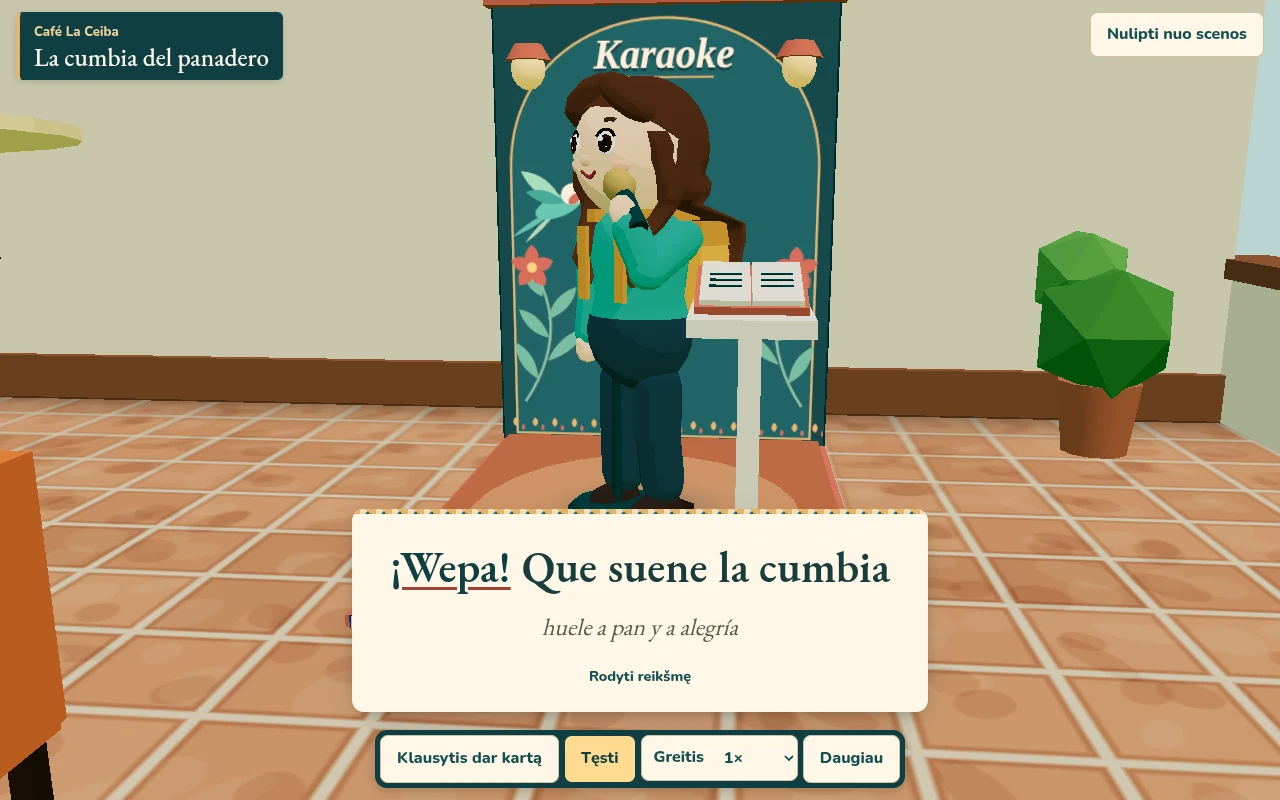 Café La Ceiba
La cumbia del panadero
Nulipti nuo scenos
Karaoke
¡Wepa! Que suene la cumbia
huele a pan y a alegría
Rodyti reikšmę
Klausytis dar kartą
Tęsti
Greitis 1×
Daugiau